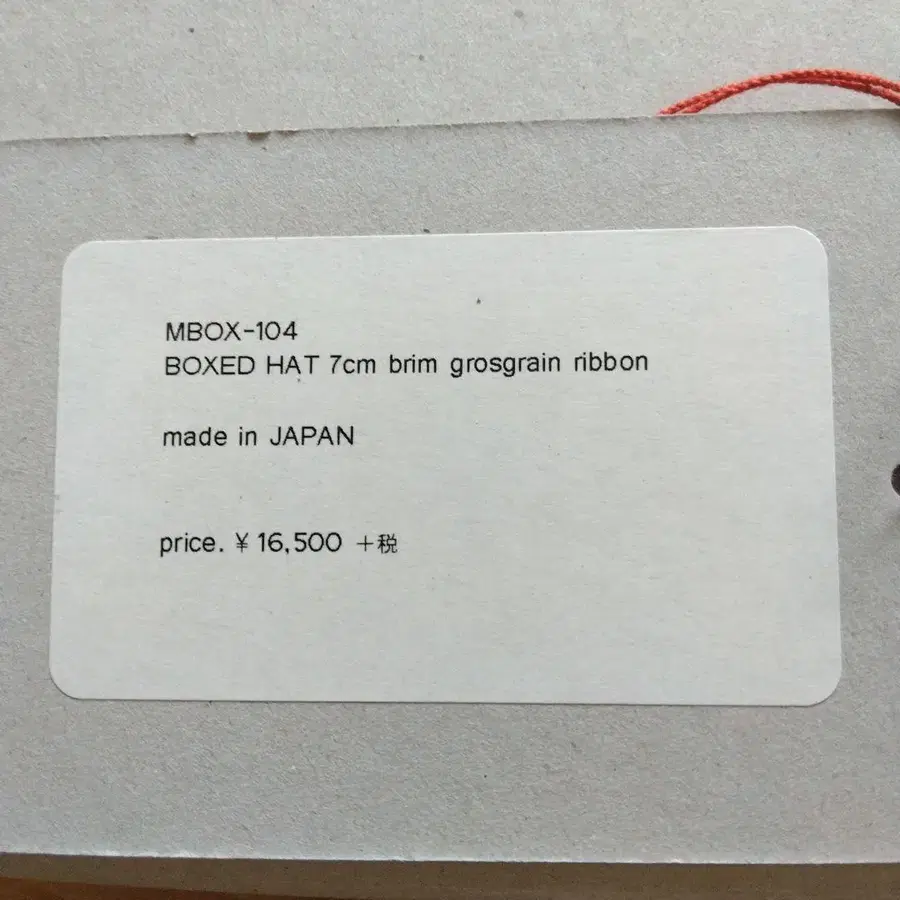 MBOX-104
BOXED HAT 7cm brim grosgrain ribbon
made in JAPAN
price. ¥ 16,500 +税